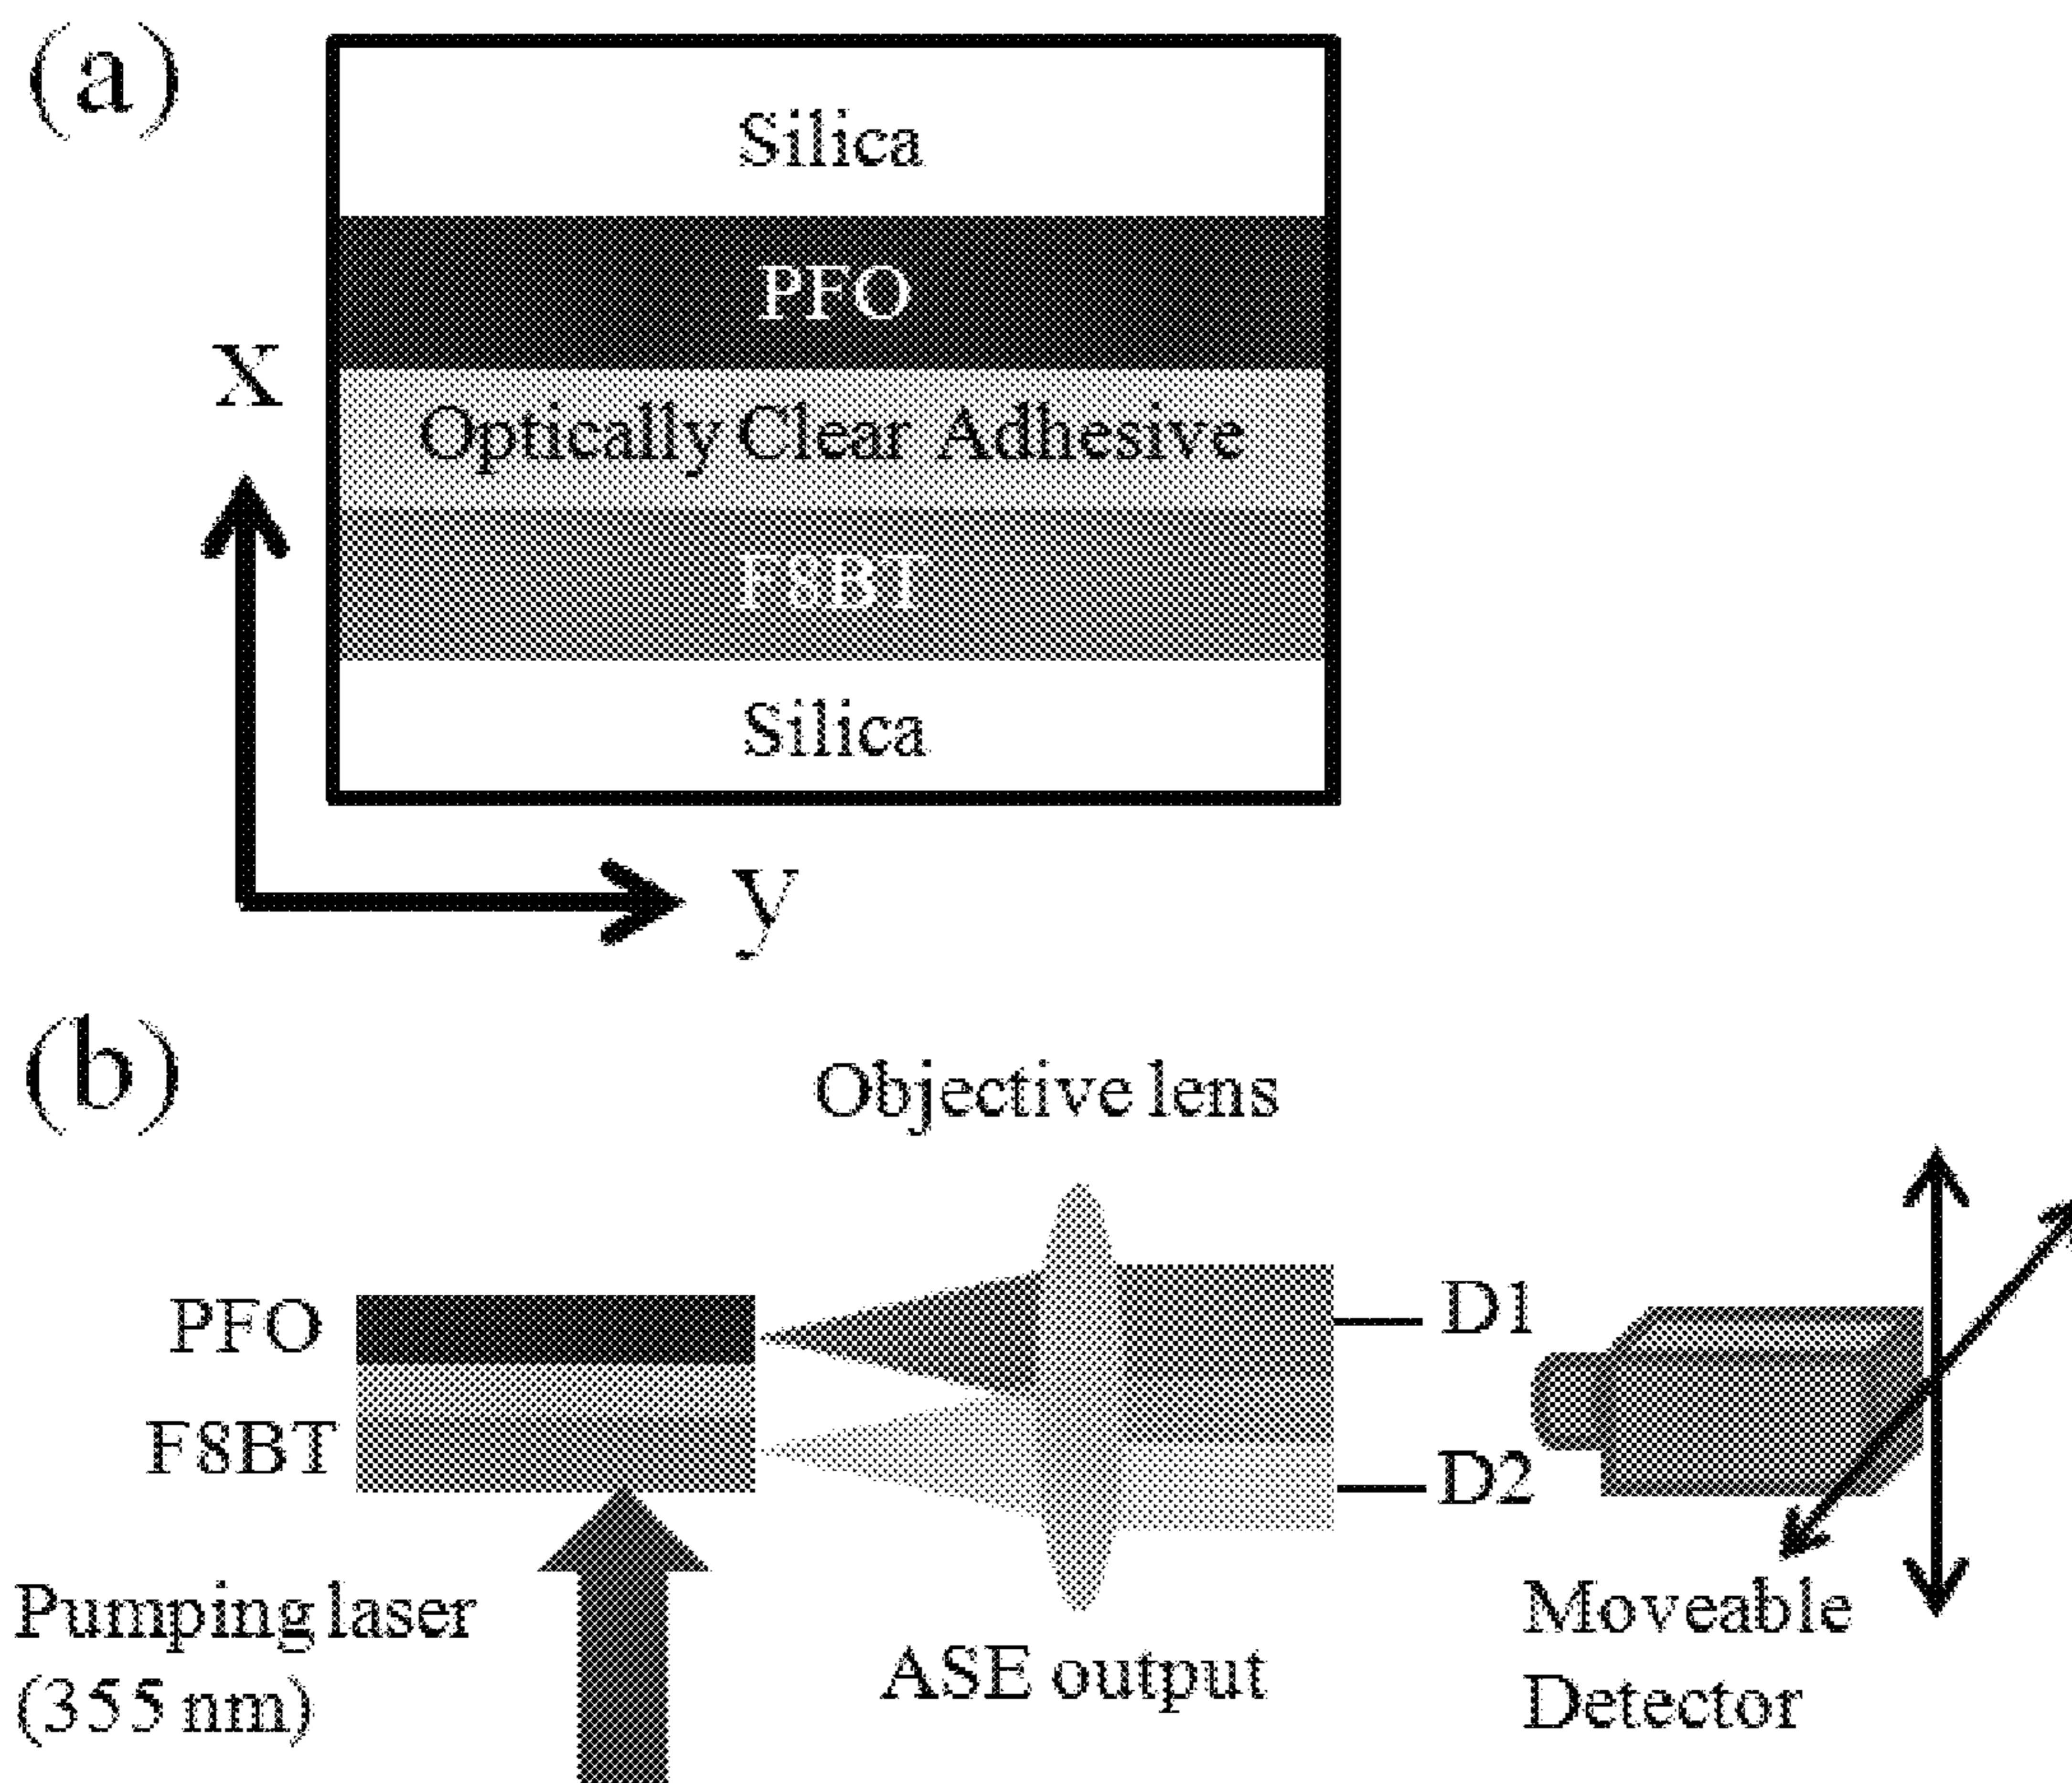 (a)
Silica
PFO
X
Optically Clear Adhesive
F8BT
Silica
y
(b)
Objective lens
PFO
D1
F8BT
D2
Pumping laser
(355 nm)
ASE output
Moveable
Detector